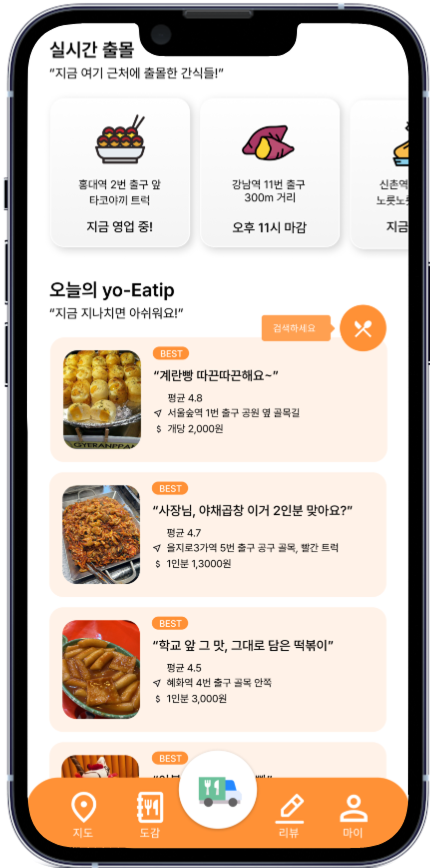 실시간 출몰
“지금 여기 근처에 출몰한 간식들!”
홍대역 2번 출구 앞
타코야끼 트럭
지금 영업 중!
강남역 11번 출구
300m 거리
오후 11시 마감
신촌역
노릇노릇
지금
오늘의 yo-Eatip
“지금 지나치면 아쉬워요!”
검색하세요
BEST
“계란빵 따끈따끈해요~”
평균 4.8
서울숲역 1번 출구 공원 옆 골목길
$ 개당 2,000원
GYERANPPANG
BEST
“사장님, 야채곱창 이거 2인분 맞아요?”
평균 4.7
을지로3가역 5번 출구 공구 골목, 빨간 트럭
$ 1인분 1,3000원
BEST
“학교 앞 그 맛, 그대로 담은 떡볶이”
평균 4.5
혜화역 4번 출구 골목 안쪽
$ 1인분 3,000원
BEST
지도
도감
리뷰
마이